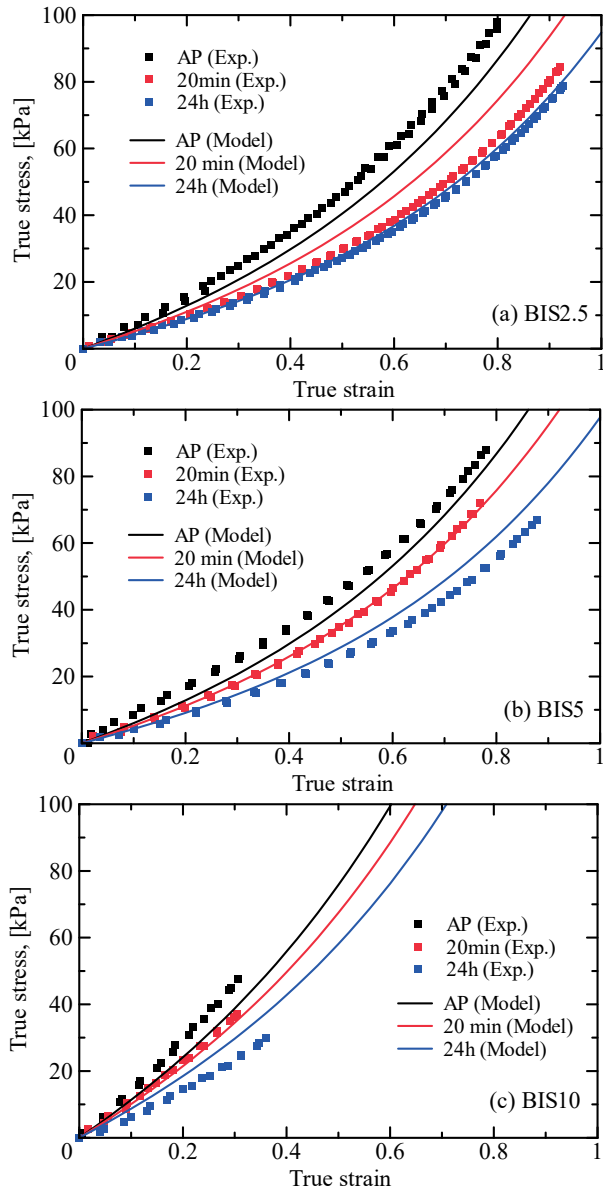 100
80
60
40
20
0
True stress, [kPa]
AP (Exp.)
20min (Exp.)
24h (Exp.)
AP (Model)
20 min (Model)
24h (Model)
(a) BIS2.5
0.2 0.4 0.6 0.8 1
True strain
100
80
60
40
20
0
True stress, [kPa]
AP (Exp.)
20min (Exp.)
24h (Exp.)
AP (Model)
20 min (Model)
24h (Model)
(b) BIS5
0.2 0.4 0.6 0.8 1
True strain
100
80
60
40
20
0
True stress, [kPa]
AP (Exp.)
20min (Exp.)
24h (Exp.)
AP (Model)
20 min (Model)
24h (Model)
(c) BIS10
0.2 0.4 0.6 0.8 1
True strain